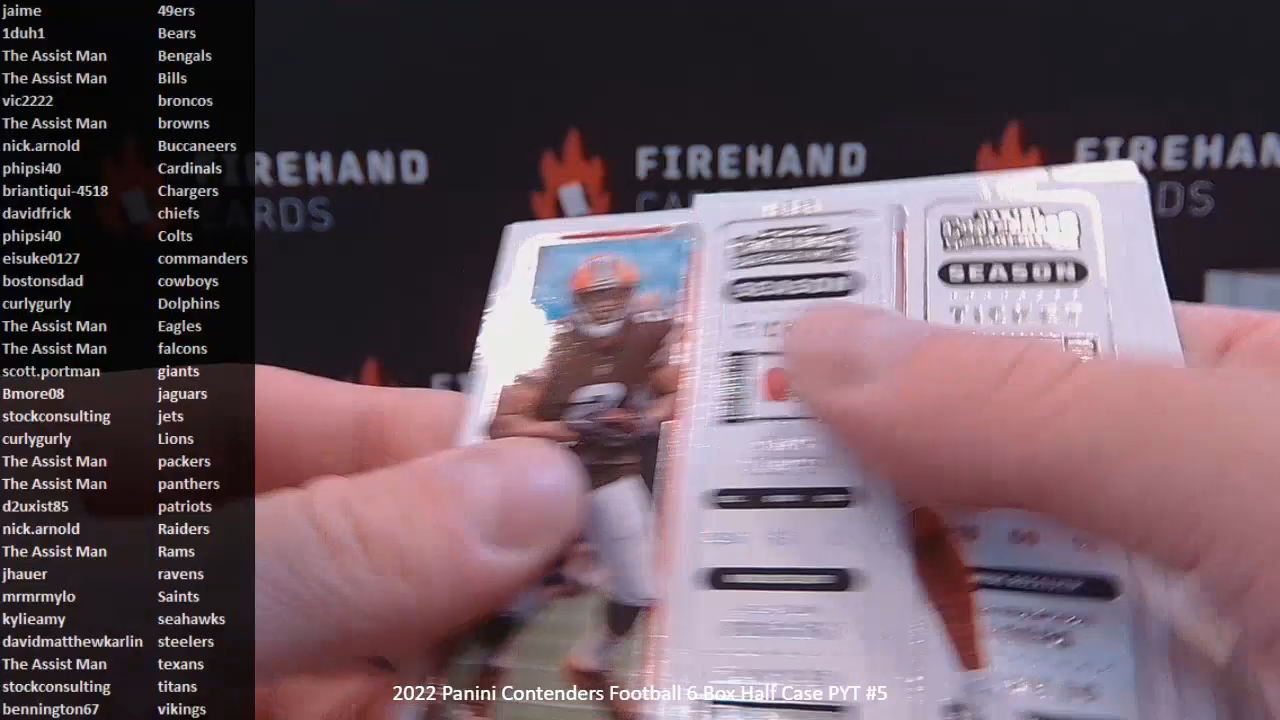 jaime 49ers
1duh1 Bears
The Assist Man Bengals
The Assist Man Bills
vic2222 broncos
The Assist Man browns
nick.arnold Buccaneers
phipsi40 Cardinals
briantiqui-4518 Chargers
davidfrick chiefs
phipsi40 Colts
eisuke0127 commanders
bostonsdad cowboys
curlygurly Dolphins
The Assist Man Eagles
The Assist Man falcons
scott.portman giants
Bmore08 jaguars
stockconsulting jets
curlygurly Lions
The Assist Man packers
The Assist Man panthers
d2uxist85 patriots
nick.arnold Raiders
The Assist Man Rams
jhauer ravens
mrmrmylo Saints
kylieamy seahawks
davidmatthewkarlin steelers
The Assist Man texans
stockconsulting titans
bennington67 vikings
FIREHAND
CARDS
FIREHAND
FIREHAN
SEASON
TICKET
2022 Panini Contenders Football 6 Box Half Case PYT #5